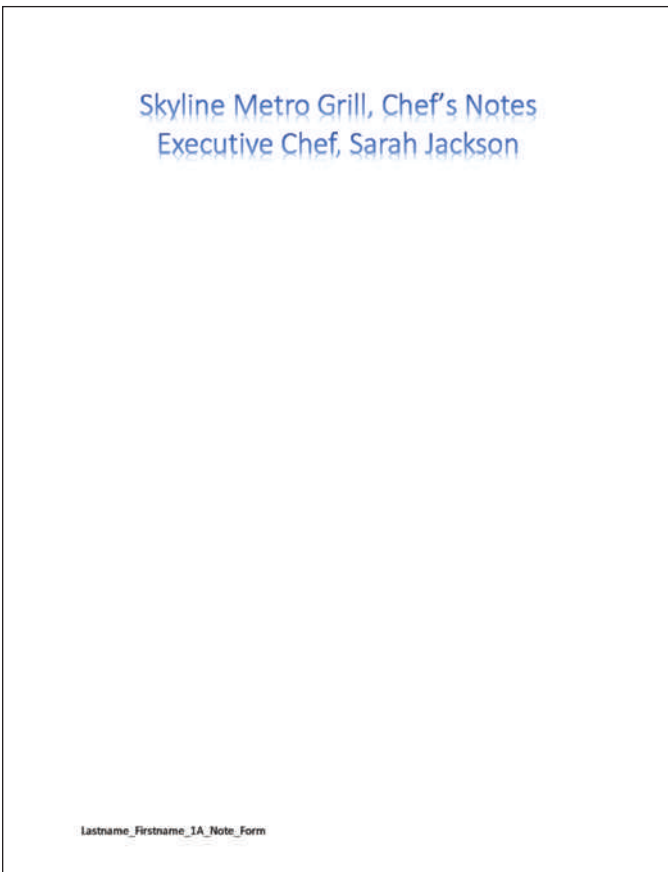 Skyline Metro Grill, Chef's Notes
Executive Chef, Sarah Jackson
Lastname_Firstname_1A_Note_Form